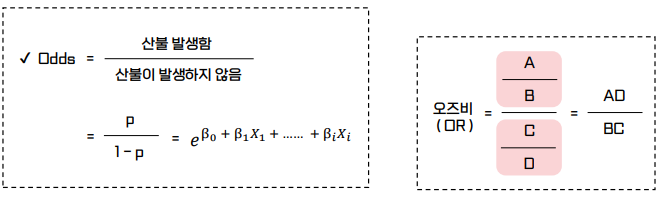 ✓ Odds = 산불 발생함 / 산불이 발생하지 않음
= p / 1 - p = e^β₀ + β₁X₁ + ...... + βᵢXᵢ
오즈비 (OR) = A / B / C / D = AD / BC